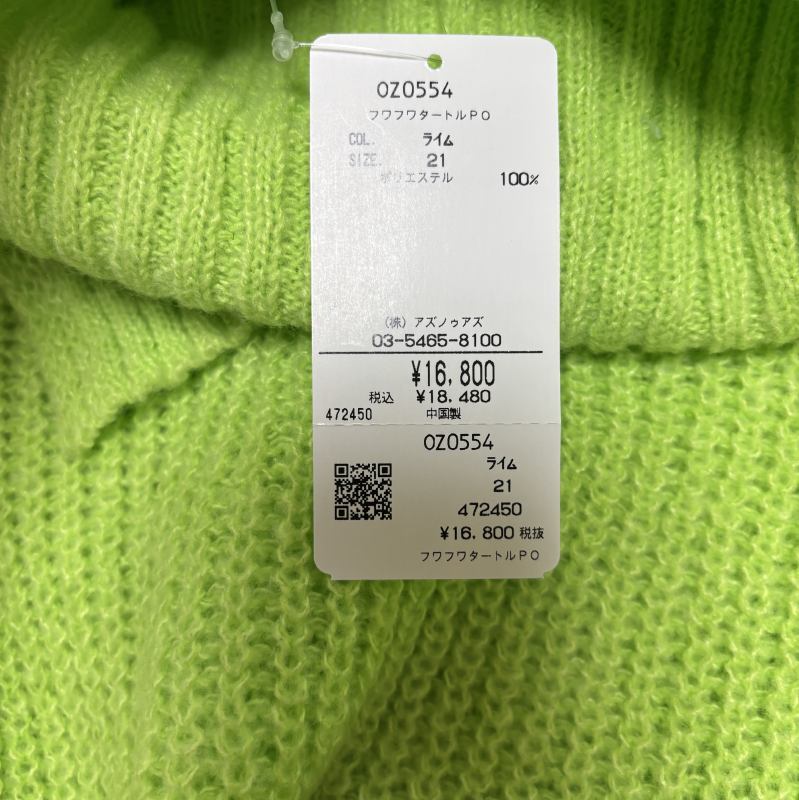 OZ0554
フワフワタートルPO
COL. ライム
SIZE. 21
ポリエステル 100%
(株) アズノゥアズ
03-5465-8100
¥16,800
税込 ¥18.480
472450 中国製
OZ0554
ライム
21
472450
¥16.800 税抜
フワフワタートルPO